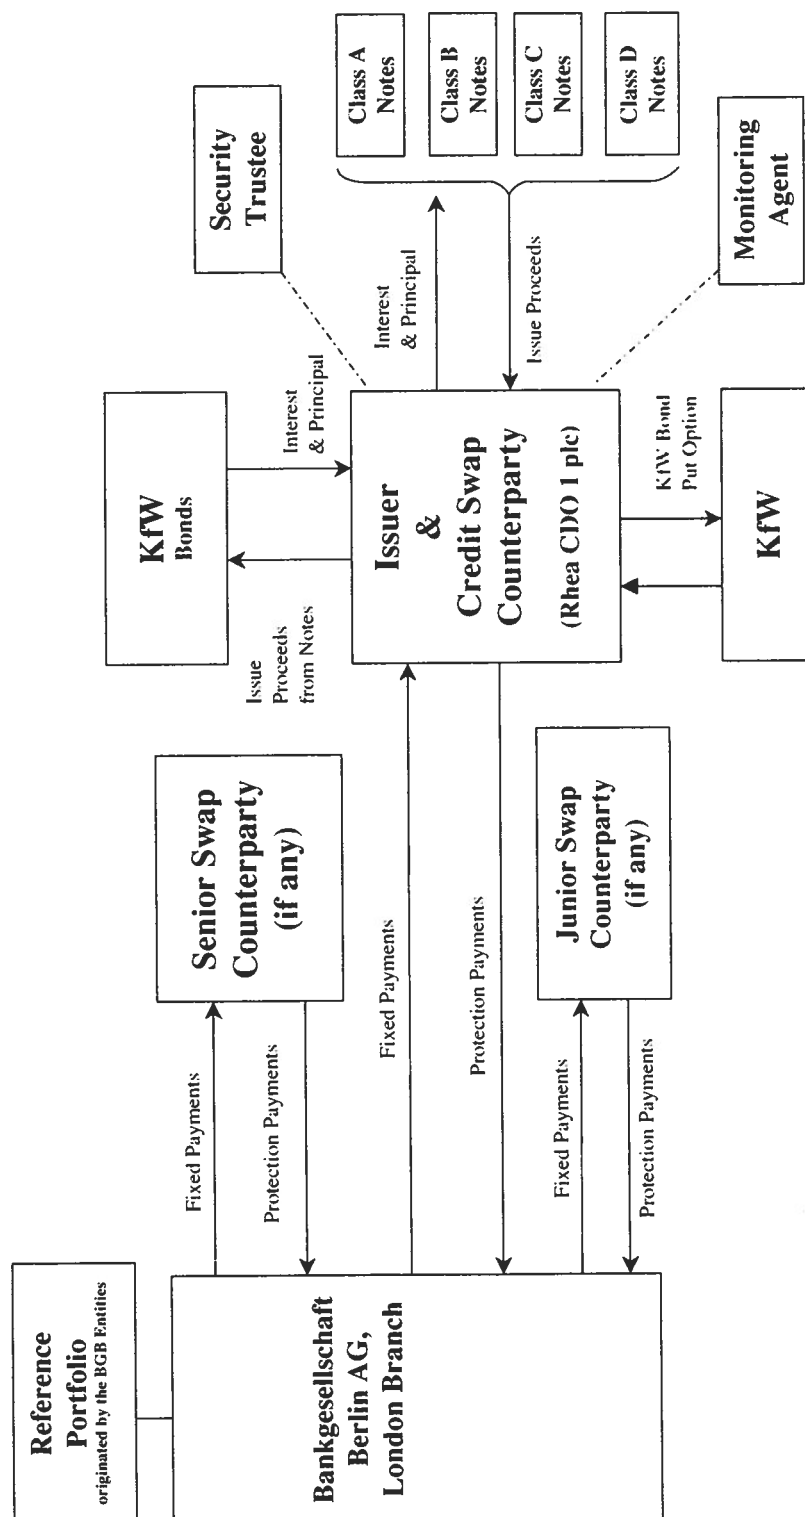 Reference
Portfolio
originated by the BGB Entities
Bankgesellschaft
Berlin AG,
London Branch
Fixed Payments
Protection Payments
Senior Swap
Counterparty
(if any)
Fixed Payments
Protection Payments
Fixed Payments
Protection Payments
Junior Swap
Counterparty
(if any)
KfW
Bonds
Issue
Proceeds
from Notes
Interest
& Principal
Issuer
&
Credit Swap
Counterparty
(Rhea CDO 1 plc)
KfW Bond
Put Option
KfW
Security
Trustee
Interest
& Principal
Issue Proceeds
Class A
Notes
Class B
Notes
Class C
Notes
Class D
Notes
Monitoring
Agent